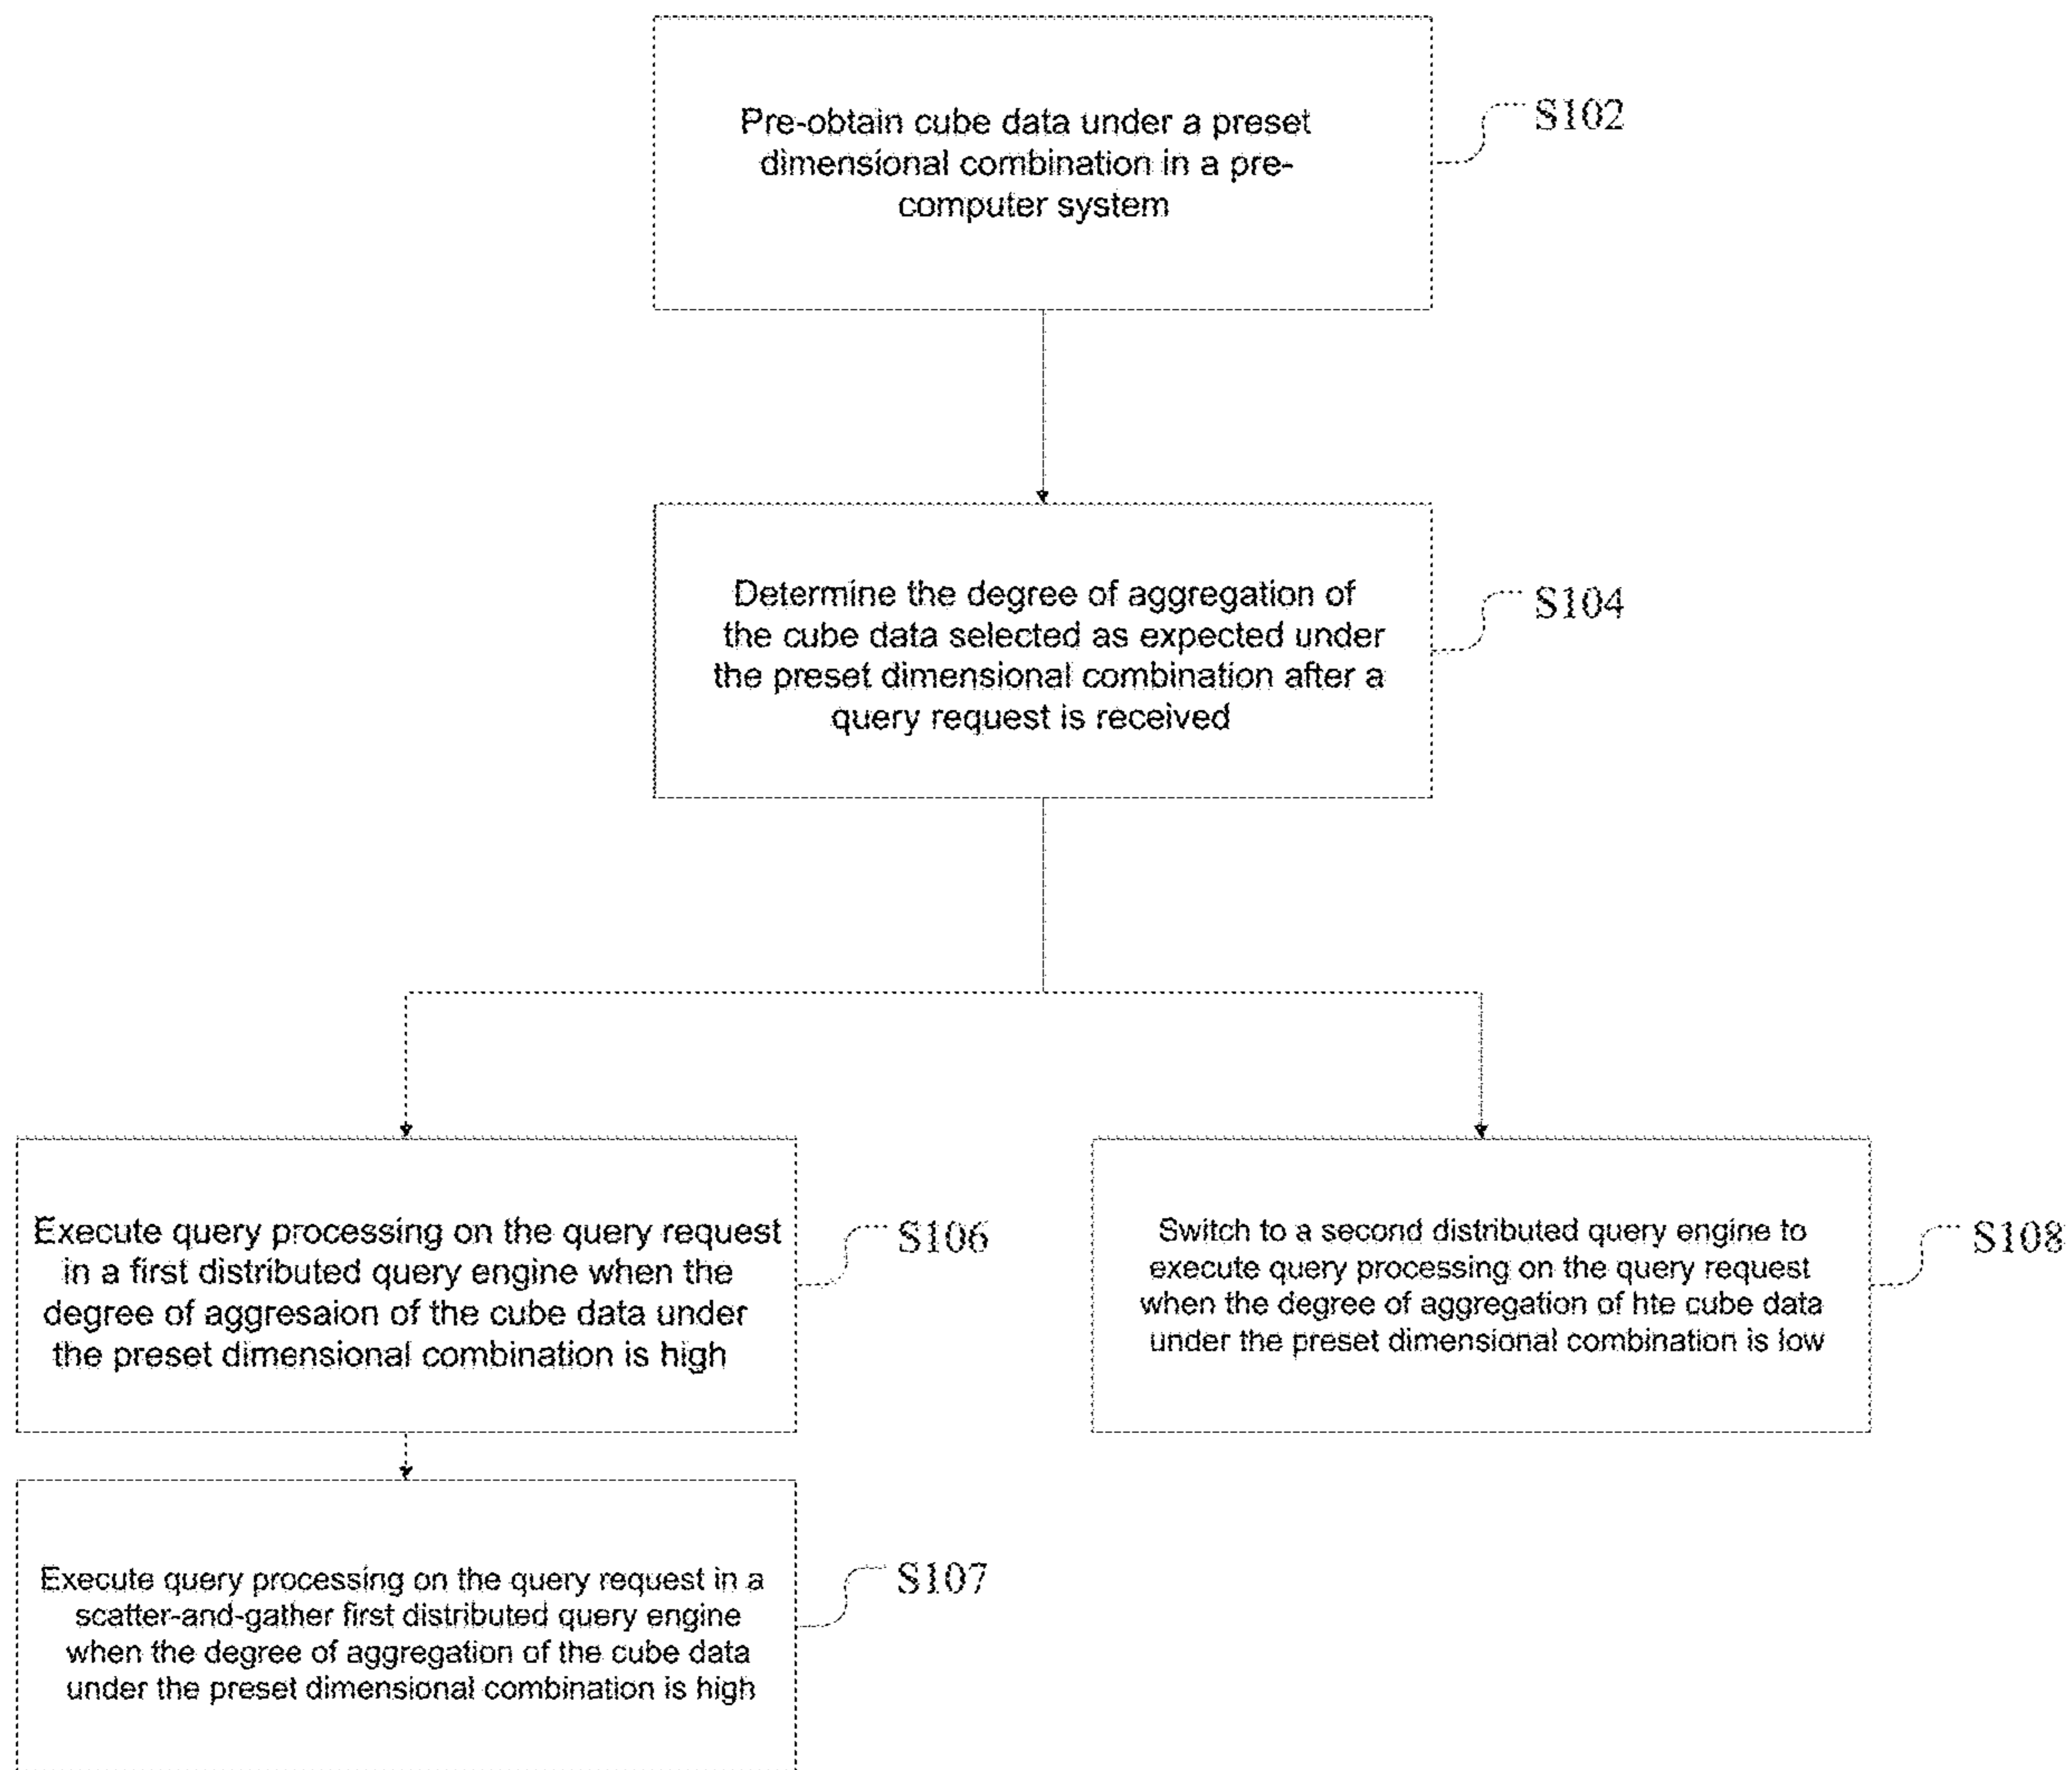 Pre-obtain cube data under a preset
dimensional combination in a pre-
computer system
S102
Determine the degree of aggregation of
the cube data selected as expected under
the preset dimensional combination after a
query request is received
S104
Execute query processing on the query request
in a first distributed query engine when the
degree of aggresaion of the cube data under
the preset dimensional combination is high
S106
Switch to a second distributed query engine to
execute query processing on the query request
when the degree of aggregation of hte cube data
under the preset dimensional combination is low
S108
Execute query processing on the query request in a
scatter-and-gather first distributed query engine
when the degree of aggregation of the cube data
under the preset dimensional combination is high
S107